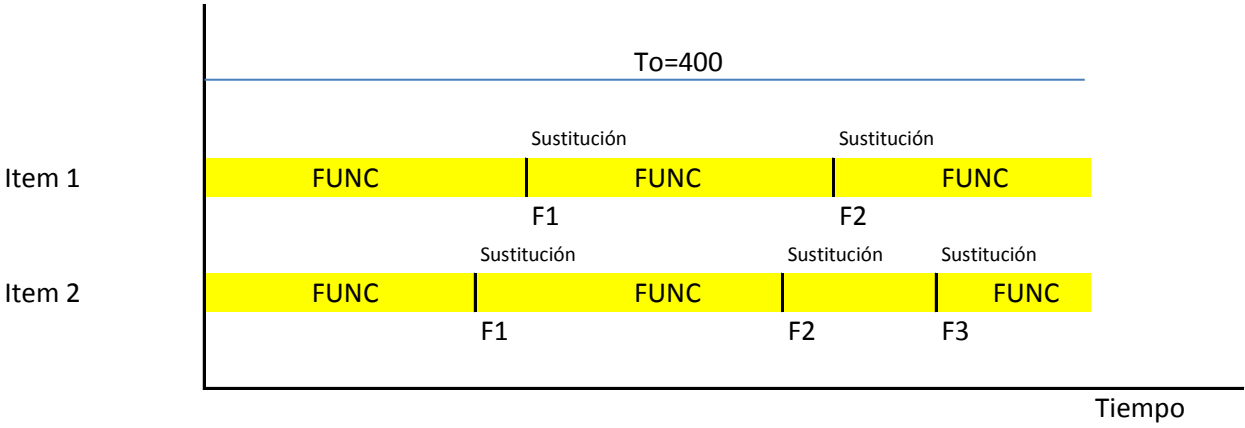 To=400
Sustitución Sustitución
Item 1 FUNC FUNC FUNC
F1 F2
Sustitución Sustitución Sustitución
Item 2 FUNC FUNC FUNC
F1 F2 F3
Tiempo